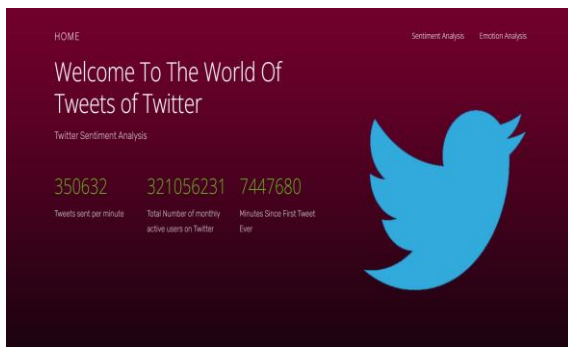 HOME
Sentiment Analysis
Emotion Analysis
Welcome To The World Of
Tweets of Twitter
Twitter Sentiment Analysis
350632
Tweets sent per minute
321056231
Total Number of monthly
active users on Twitter
7447680
Minutes Since First Tweet
Ever